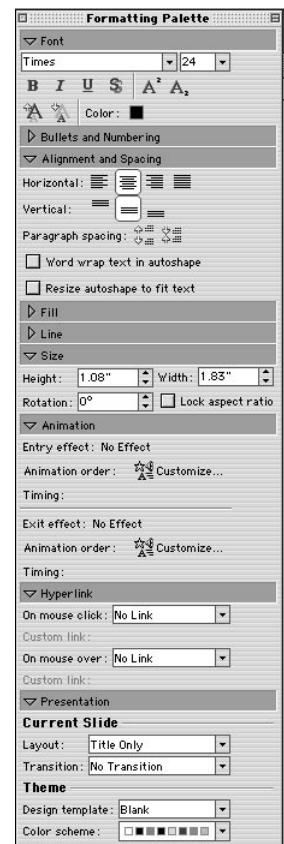 Formatting Palette
Font
Times 24
B I U S A² A₂
A A Color:
Bullets and Numbering
Alignment and Spacing
Horizontal:
Vertical:
Paragraph spacing:
Word wrap text in autoshape
Resize autoshape to fit text
Fill
Line
Size
Height: 1.08" Width: 1.83"
Rotation: 0° Lock aspect ratio
Animation
Entry effect: No Effect
Animation order: Customize...
Timing:
Exit effect: No Effect
Animation order: Customize...
Timing:
Hyperlink
On mouse click: No Link
Custom link:
On mouse over: No Link
Custom link:
Presentation
Current Slide
Layout: Title Only
Transition: No Transition
Theme
Design template: Blank
Color scheme: